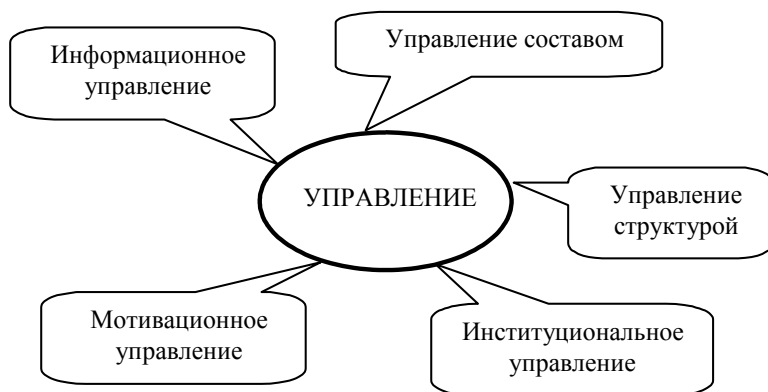 Информационное
управление
Управление составом
УПРАВЛЕНИЕ
Управление
структурой
Мотивационное
управление
Институциональное
управление